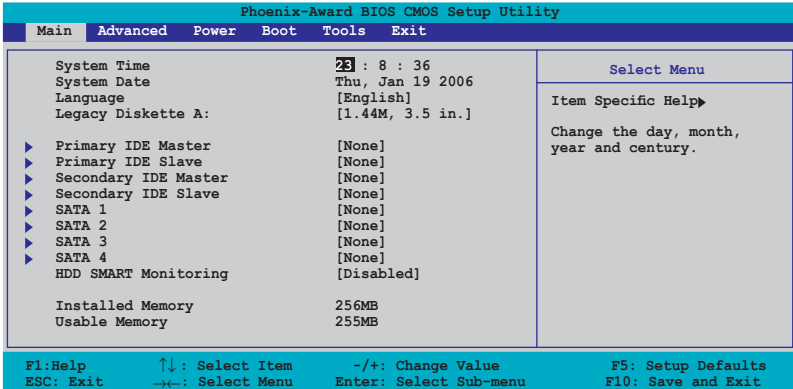 Phoenix-Award BIOS CMOS Setup Utility
Main Advanced Power Boot Tools Exit
System Time 23 : 8 : 36
System Date Thu, Jan 19 2006
Language [English]
Legacy Diskette A: [1.44M, 3.5 in.]
Primary IDE Master [None]
Primary IDE Slave [None]
Secondary IDE Master [None]
Secondary IDE Slave [None]
SATA 1 [None]
SATA 2 [None]
SATA 3 [None]
SATA 4 [None]
HDD SMART Monitoring [Disabled]
Installed Memory 256MB
Usable Memory 255MB
Select Menu
Item Specific Help
Change the day, month,
year and century.
F1:Help ↑↓ : Select Item -/+: Change Value F5: Setup Defaults
ESC: Exit →←: Select Menu Enter: Select Sub-menu F10: Save and Exit